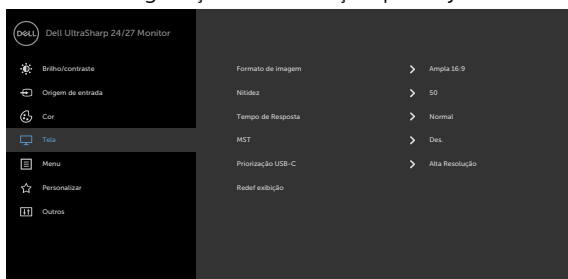 DELL
Dell UltraSharp 24/27 Monitor
Brilho/contraste
Formato de imagem
Ampla 16:9
Origem de entrada
Nitidez
50
Cor
Tempo de Resposta
Normal
Tela
MST
Des.
Menu
Priorização USB-C
Alta Resolução
Personalizar
Redef exibição
Outros